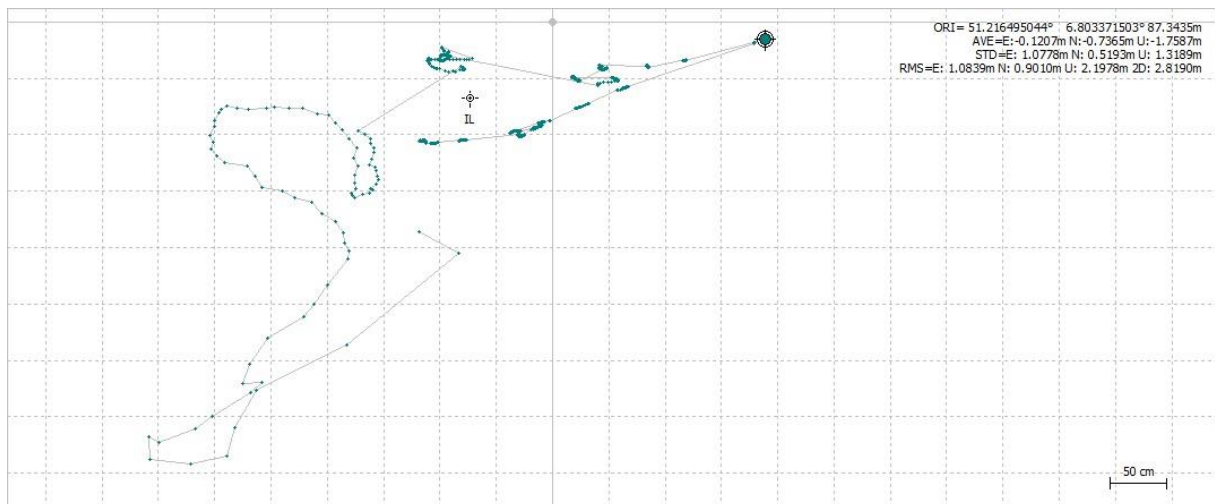 ORI= 51.216495044° 6.803371503° 87.3435m
AVE=E:-0.1207m N:-0.7365m U:-1.7587m
STD=E: 1.0778m N: 0.5193m U: 1.3189m
RMS=E: 1.0839m N: 0.9010m U: 2.1978m 2D: 2.8190m
IL
50 cm